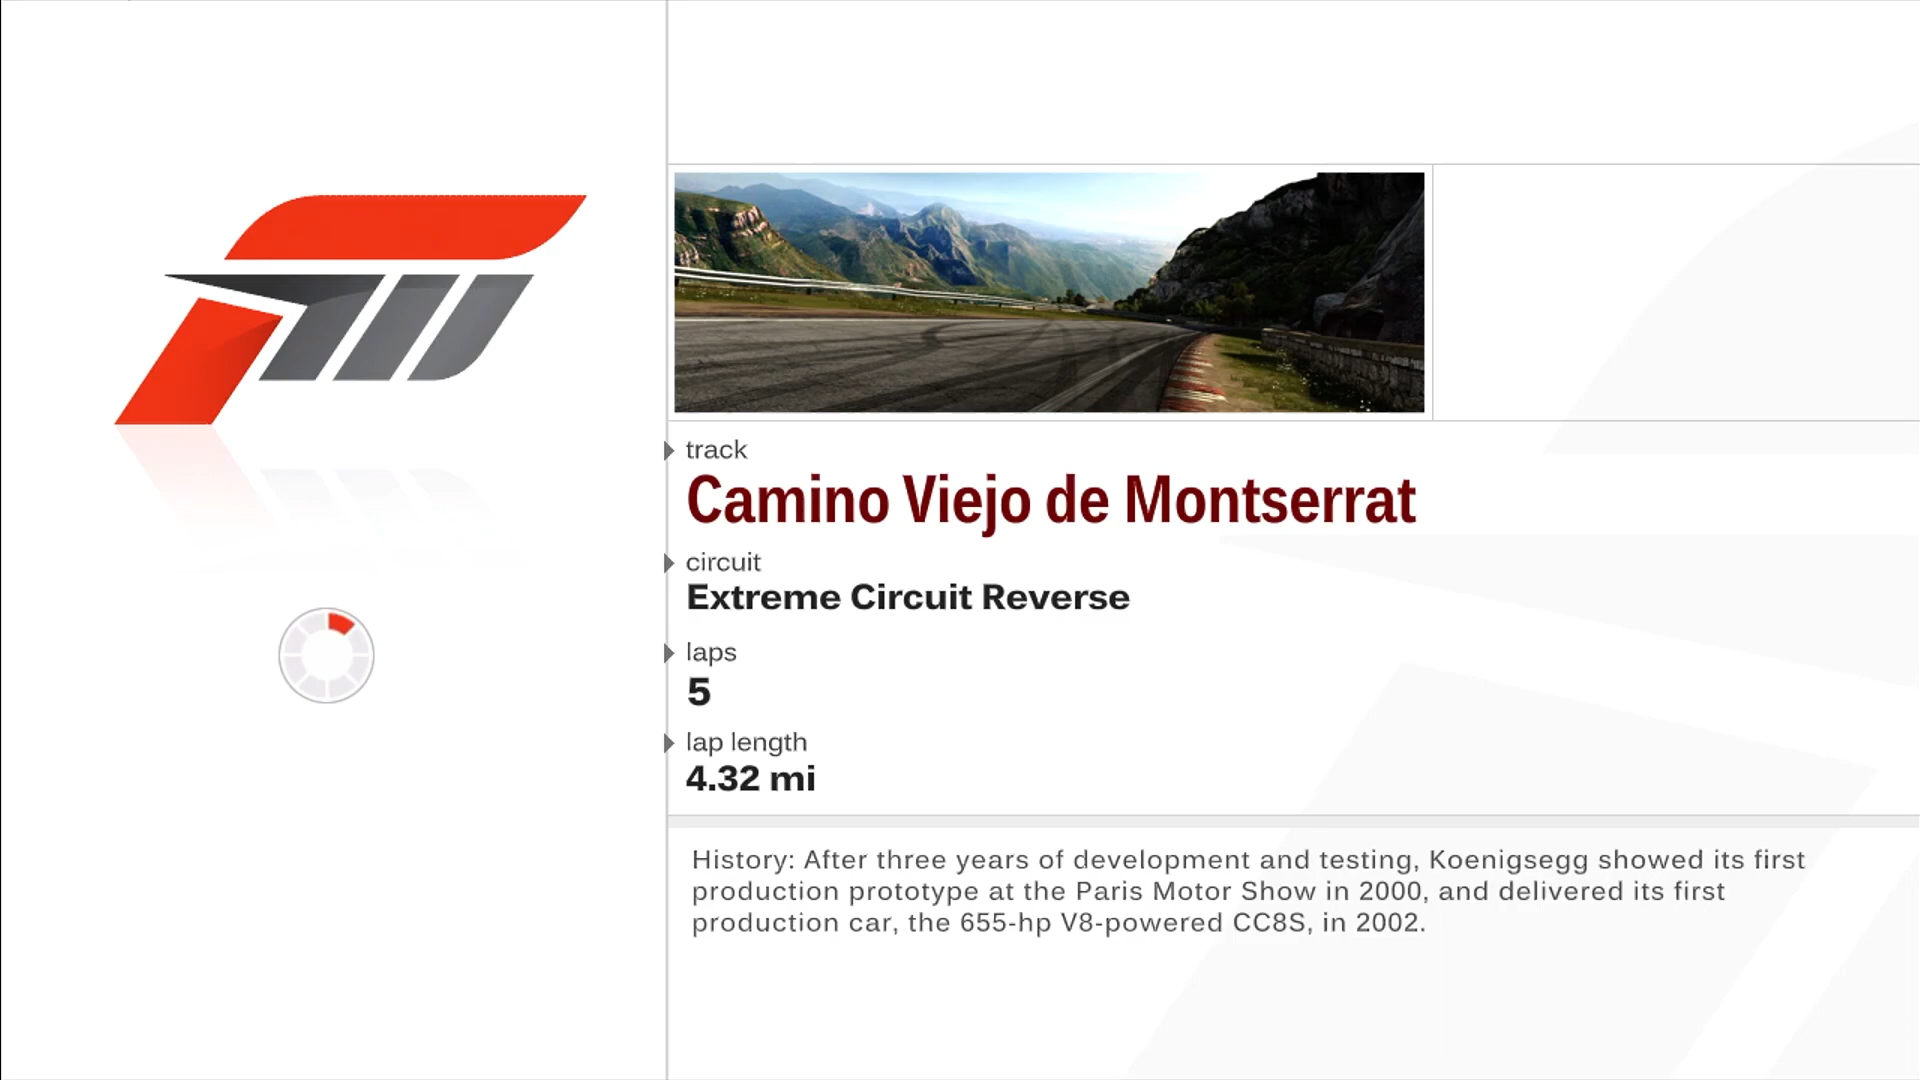 track
Camino Viejo de Montserrat
circuit
Extreme Circuit Reverse
laps
5
lap length
4.32 mi
History: After three years of development and testing, Koenigsegg showed its first
production prototype at the Paris Motor Show in 2000, and delivered its first
production car, the 655-hp V8-powered CC8S, in 2002.